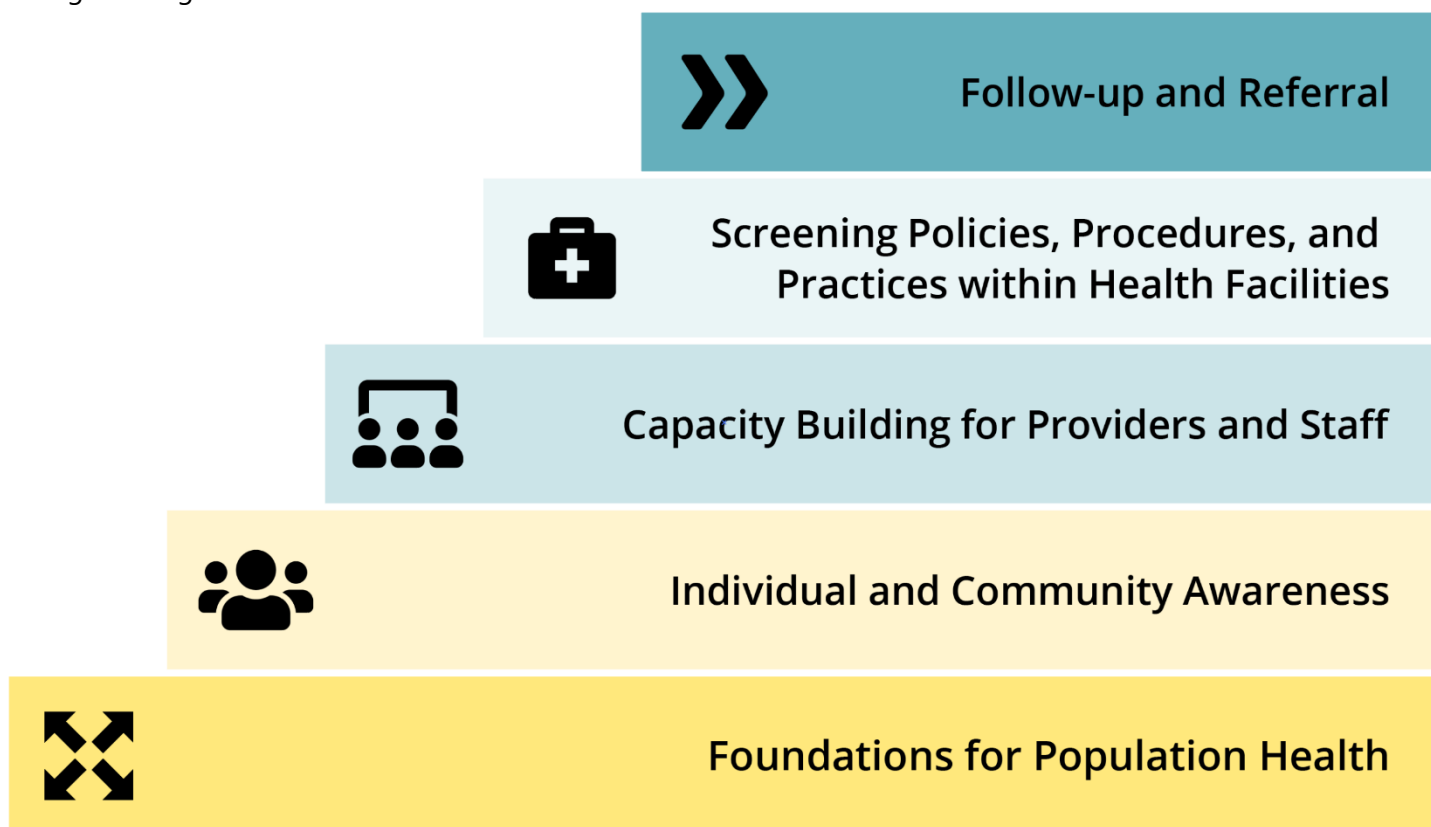 Follow-up and Referral
Screening Policies, Procedures, and
Practices within Health Facilities
Capacity Building for Providers and Staff
Individual and Community Awareness
Foundations for Population Health